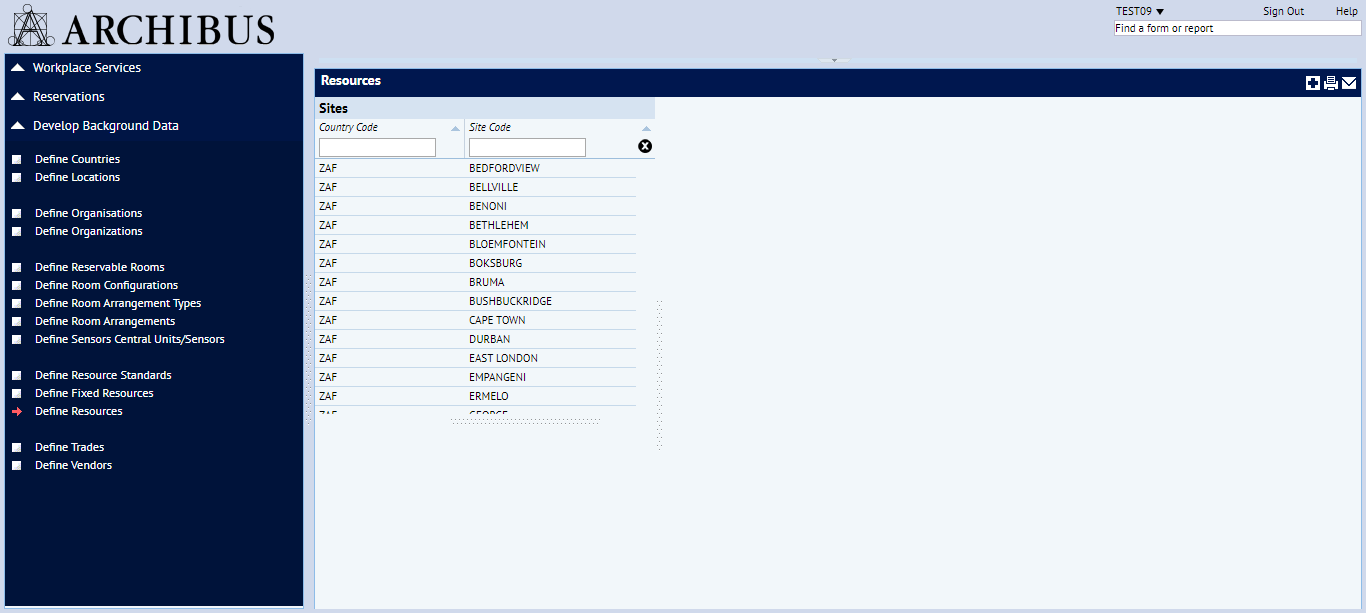 ARCHIBUS
TEST09 Sign Out Help
Find a form or report
Workplace Services
Reservations
Develop Background Data
Define Countries
Define Locations
Define Organisations
Define Organizations
Define Reservable Rooms
Define Room Configurations
Define Room Arrangement Types
Define Room Arrangements
Define Sensors Central Units/Sensors
Define Resource Standards
Define Fixed Resources
Define Resources
Define Trades
Define Vendors
Resources
Sites
Country Code Site Code
ZAF BEDFORDVIEW
ZAF BELLVILLE
ZAF BENONI
ZAF BETHLEHEM
ZAF BLOEMFONTEIN
ZAF BOKSBURG
ZAF BRUMA
ZAF BUSHBUCKRIDGE
ZAF CAPE TOWN
ZAF DURBAN
ZAF EAST LONDON
ZAF EMPANGENI
ZAF ERMELO
ZAF GEORGE